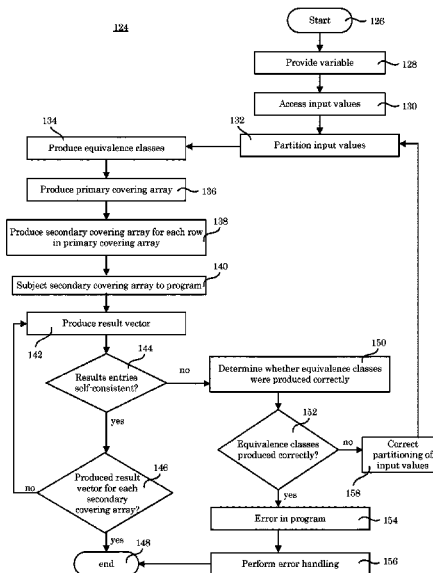 124
Start
126
Provide variable
128
Access input values
130
132
Partition input values
134
Produce equivalence classes
Produce primary covering array
136
138
Produce secondary covering array for each row
in primary covering array
140
Subject secondary covering array to program
Produce result vector
142
144
Results entries
self-consistent?
no
yes
150
Determine whether equivalence classes
were produced correctly
152
Equivalence classes
produced correctly?
no
yes
Correct
partitioning of
input values
158
146
Produced result
vector for each
secondary
covering array?
no
yes
Error in program
154
148
end
Perform error handling
156